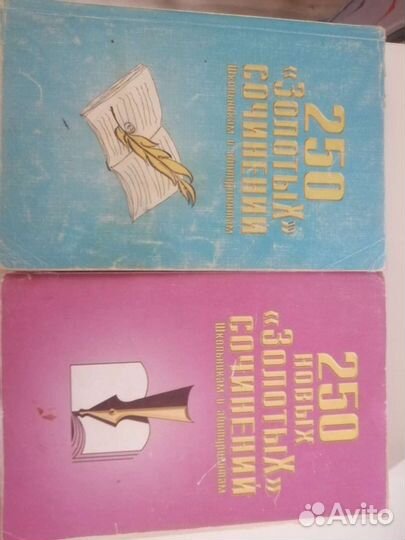 250
«ЗОЛОТЫХ»
СОЧИНЕНИЙ
Школьникам и абитуриентам
250
НОВЫХ
«ЗОЛОТЫХ»
СОЧИНЕНИЙ
Школьникам и абитуриентам
Avito